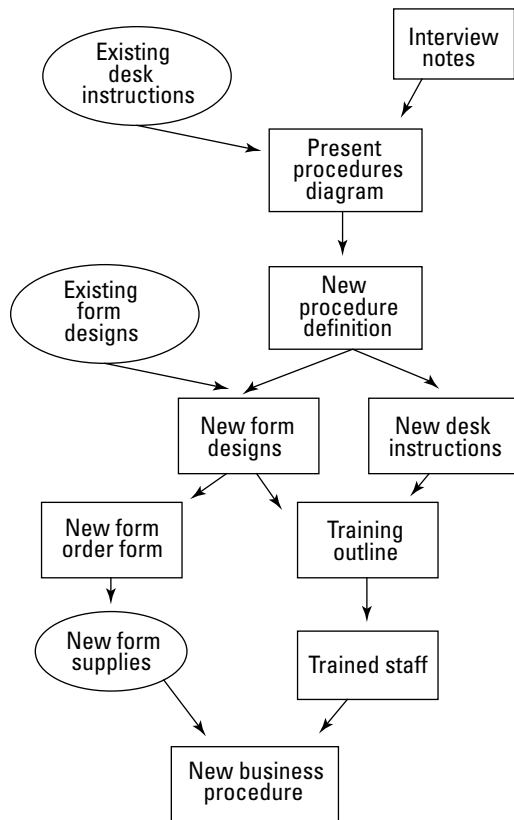 Existing
desk
instructions
Interview
notes
Present
procedures
diagram
Existing
form
designs
New
procedure
definition
New form
designs
New desk
instructions
New form
order form
Training
outline
New form
supplies
Trained staff
New business
procedure